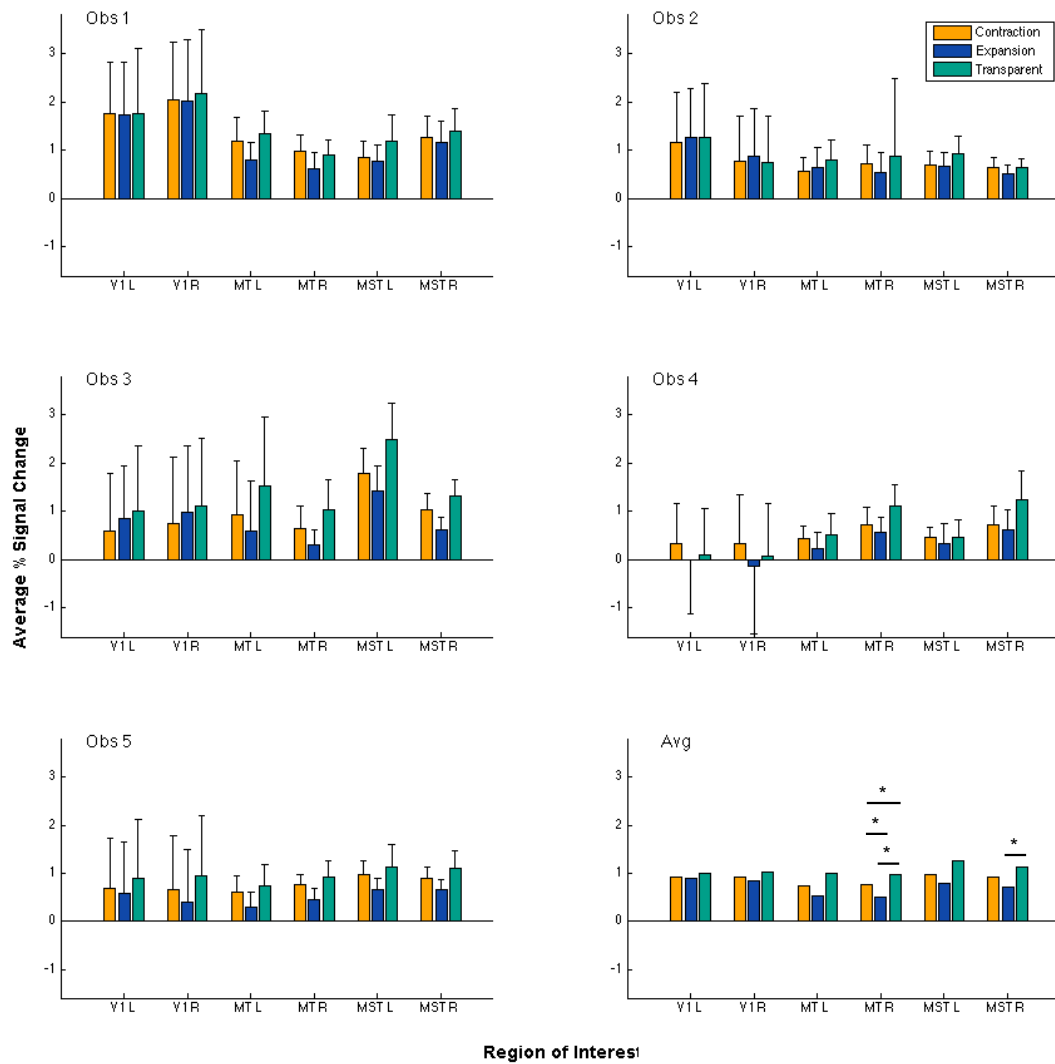 Obs 1
3
2
1
0
-1
V1 L V1 R MT L MT R MST L MST R
Obs 2
Contraction
Expansion
Transparent
3
2
1
0
-1
V1 L V1 R MT L MT R MST L MST R
Average % Signal Change
Obs 3
3
2
1
0
-1
V1 L V1 R MT L MT R MST L MST R
Obs 4
3
2
1
0
-1
V1 L V1 R MT L MT R MST L MST R
Obs 5
3
2
1
0
-1
V1 L V1 R MT L MT R MST L MST R
Avg
* 
*
* *
3
2
1
0
-1
V1 L V1 R MT L MT R MST L MST R
Region of Interest